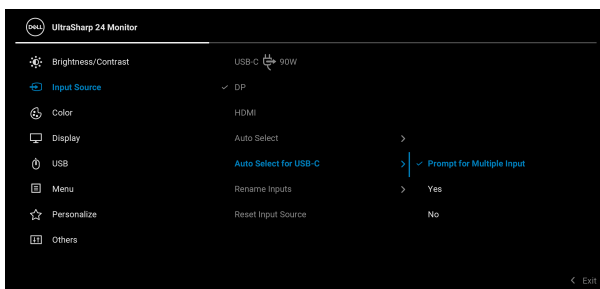 DELL UltraSharp 24 Monitor
Brightness/Contrast
USB-C 90W
Input Source
DP
Color
HDMI
Display
Auto Select
USB
Auto Select for USB-C
Prompt for Multiple Input
Menu
Rename Inputs
Yes
Personalize
Reset Input Source
No
Others
Exit